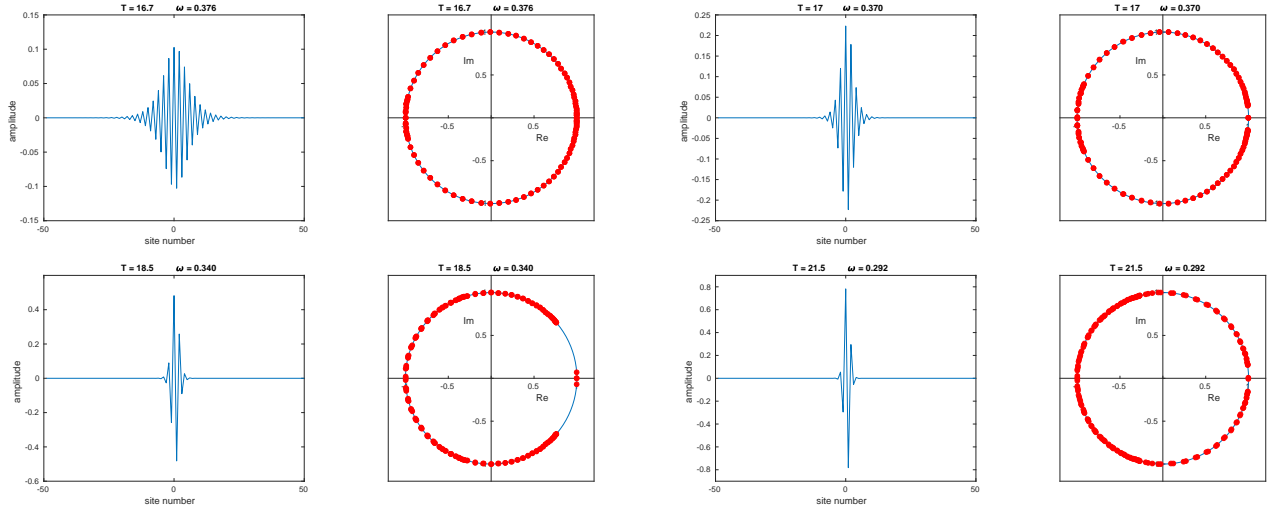 T = 16.7 ω = 0.376
0.15
0.1
0.05
0
-0.05
-0.1
-0.15
amplitude
-50
0
50
site number
T = 16.7 ω = 0.376
Im
0.5
-0.5
0.5
Re
-0.5
T = 17 ω = 0.370
0.25
0.2
0.15
0.1
0.05
0
-0.05
-0.1
-0.15
-0.2
-0.25
amplitude
-50
0
50
site number
T = 17 ω = 0.370
Im
0.5
-0.5
0.5
Re
-0.5
T = 18.5 ω = 0.340
0.4
0.2
0
-0.2
-0.4
-0.6
amplitude
-50
0
50
site number
T = 18.5 ω = 0.340
Im
0.5
-0.5
0.5
Re
-0.5
T = 21.5 ω = 0.292
0.8
0.6
0.4
0.2
0
-0.2
-0.4
-0.6
-0.8
amplitude
-50
0
50
site number
T = 21.5 ω = 0.292
Im
0.5
-0.5
0.5
Re
-0.5